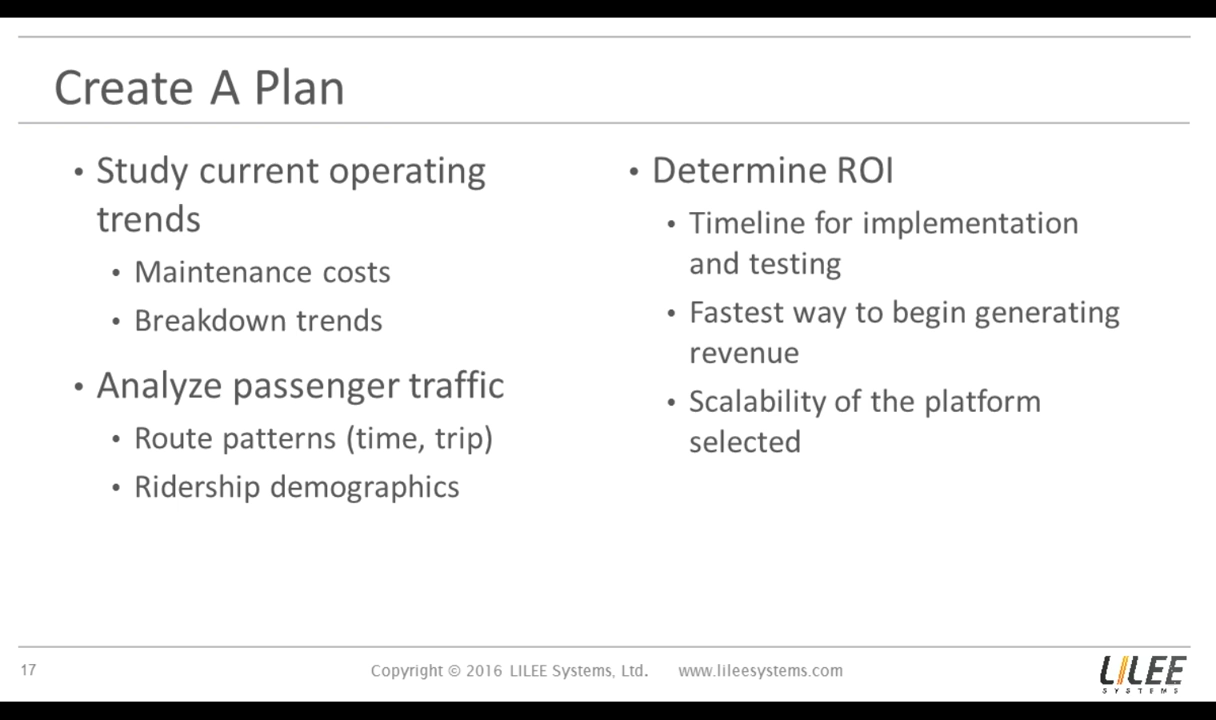 Create A Plan
• Study current operating
trends
• Maintenance costs
• Breakdown trends
• Analyze passenger traffic
• Route patterns (time, trip)
• Ridership demographics
• Determine ROI
• Timeline for implementation
and testing
• Fastest way to begin generating
revenue
• Scalability of the platform
selected
17
Copyright © 2016 LILEE Systems, Ltd. www.lileesystems.com
LILEE
SYSTEMS